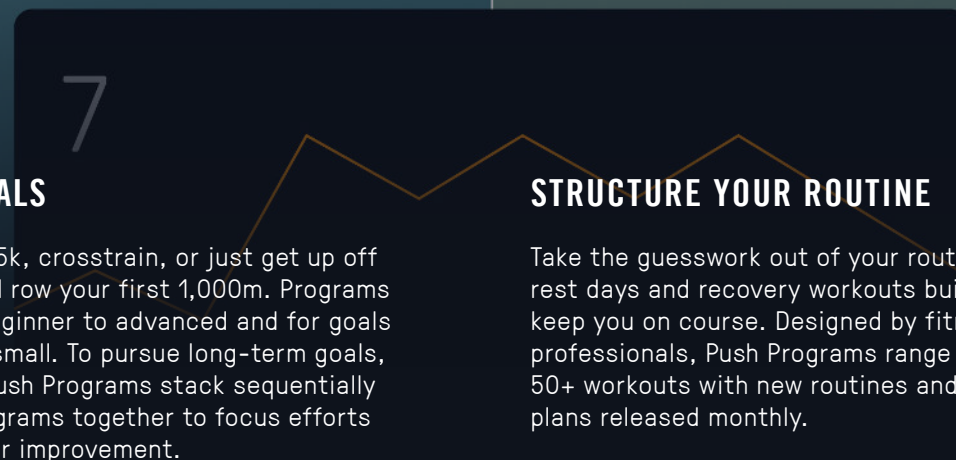 7
ALS
5k, crosstrain, or just get up off
row your first 1,000m. Programs
ginner to advanced and for goals
small. To pursue long-term goals,
ush Programs stack sequentially
grams together to focus efforts
r improvement.
STRUCTURE YOUR ROUTINE
Take the guesswork out of your rout
rest days and recovery workouts bui
keep you on course. Designed by fit
professionals, Push Programs range
50+ workouts with new routines and
plans released monthly.